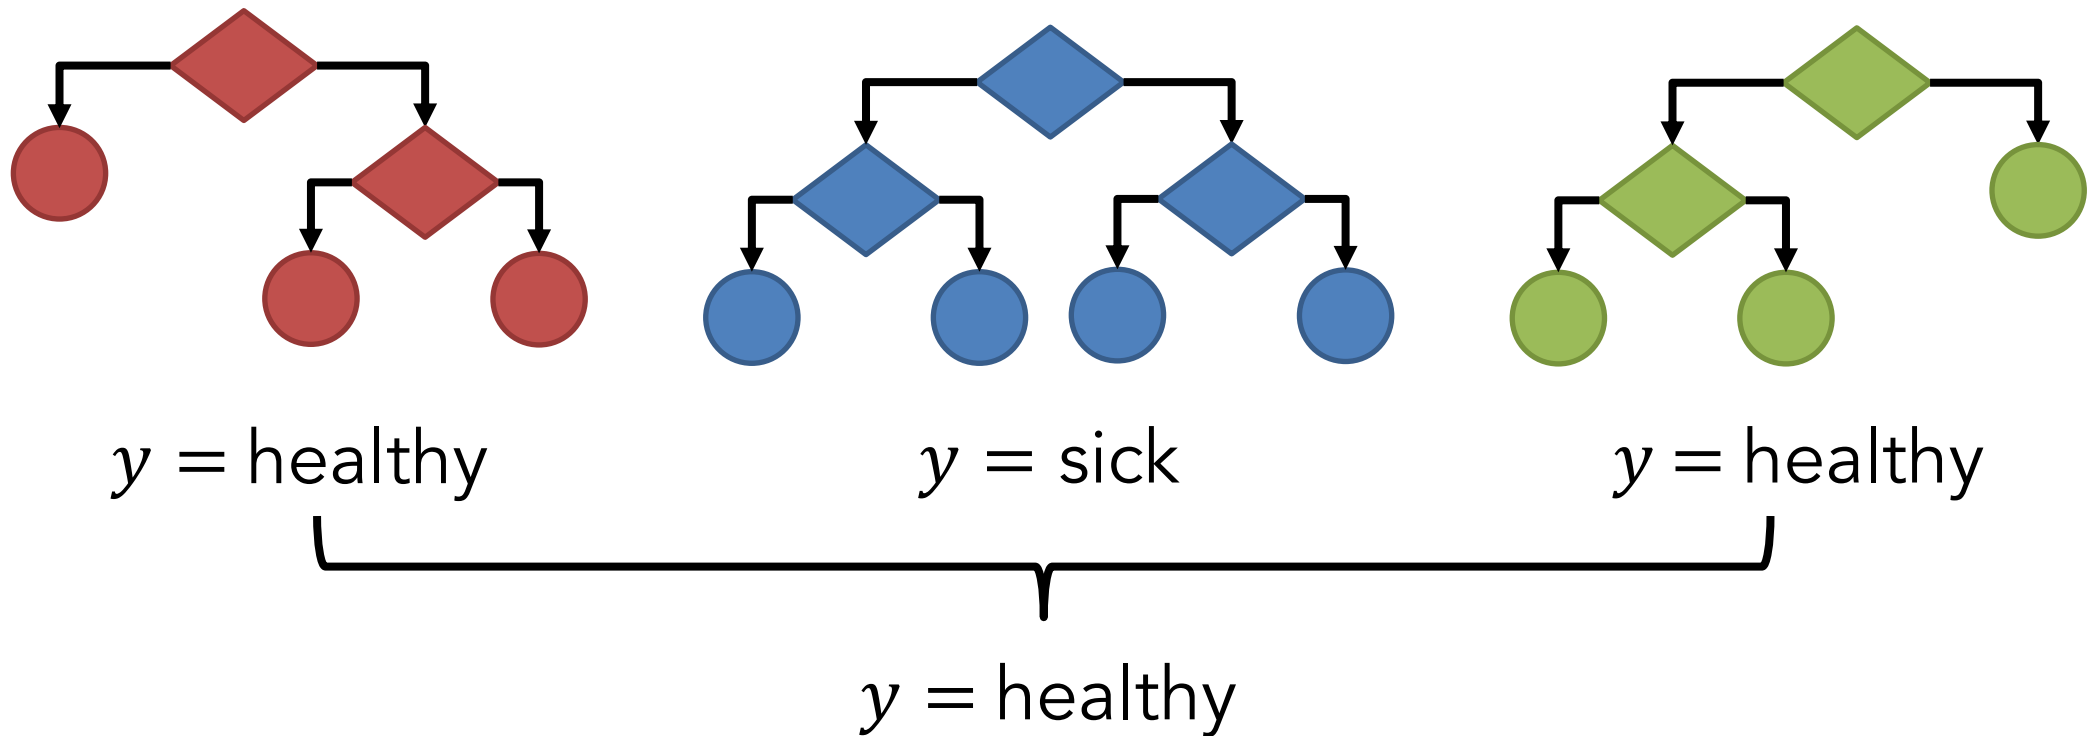 y = healthy
y = sick
y = healthy
y = healthy